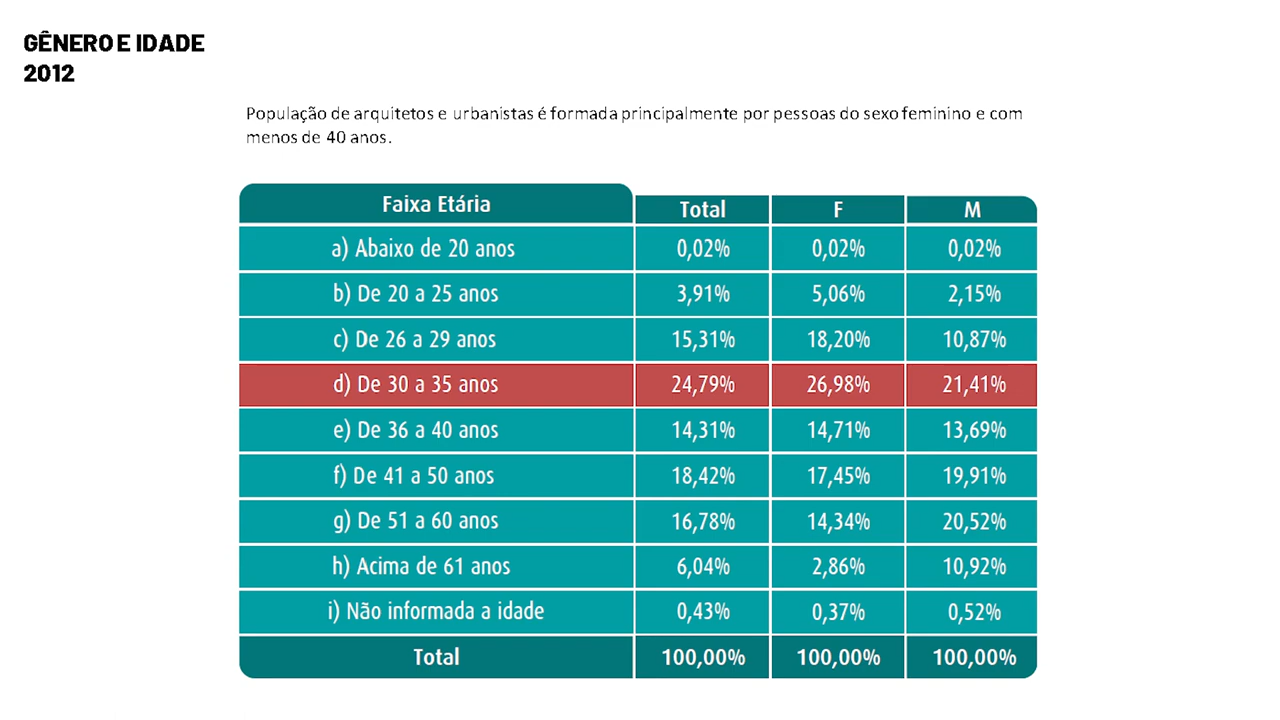 GÊNERO E IDADE
2012
População de arquitetos e urbanistas é formada principalmente por pessoas do sexo feminino e com
menos de 40 anos.
Faixa Etária Total F M
a) Abaixo de 20 anos 0,02% 0,02% 0,02%
b) De 20 a 25 anos 3,91% 5,06% 2,15%
c) De 26 a 29 anos 15,31% 18,20% 10,87%
d) De 30 a 35 anos 24,79% 26,98% 21,41%
e) De 36 a 40 anos 14,31% 14,71% 13,69%
f) De 41 a 50 anos 18,42% 17,45% 19,91%
g) De 51 a 60 anos 16,78% 14,34% 20,52%
h) Acima de 61 anos 6,04% 2,86% 10,92%
i) Não informada a idade 0,43% 0,37% 0,52%
Total 100,00% 100,00% 100,00%